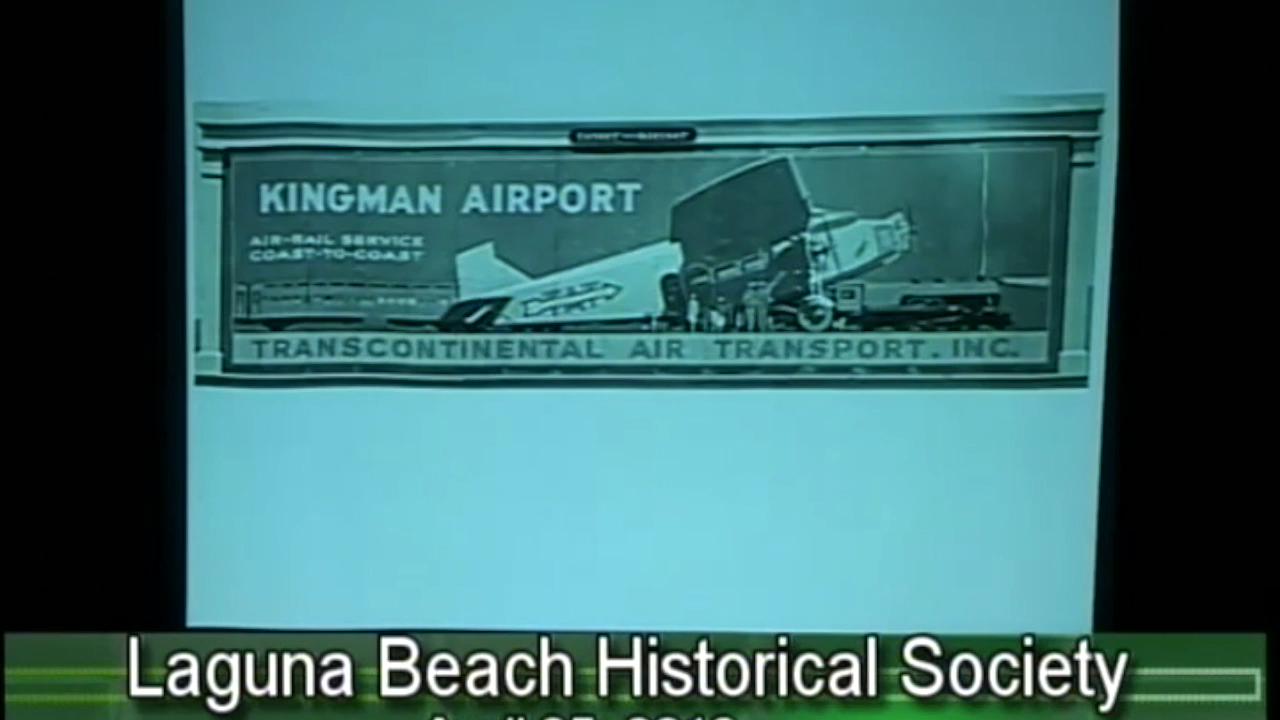 KINGMAN AIRPORT
AIR-RAIL SERVICE
COAST-TO-COAST
TRANSCONTINENTAL AIR TRANSPORT. INC.
Laguna Beach Historical Society